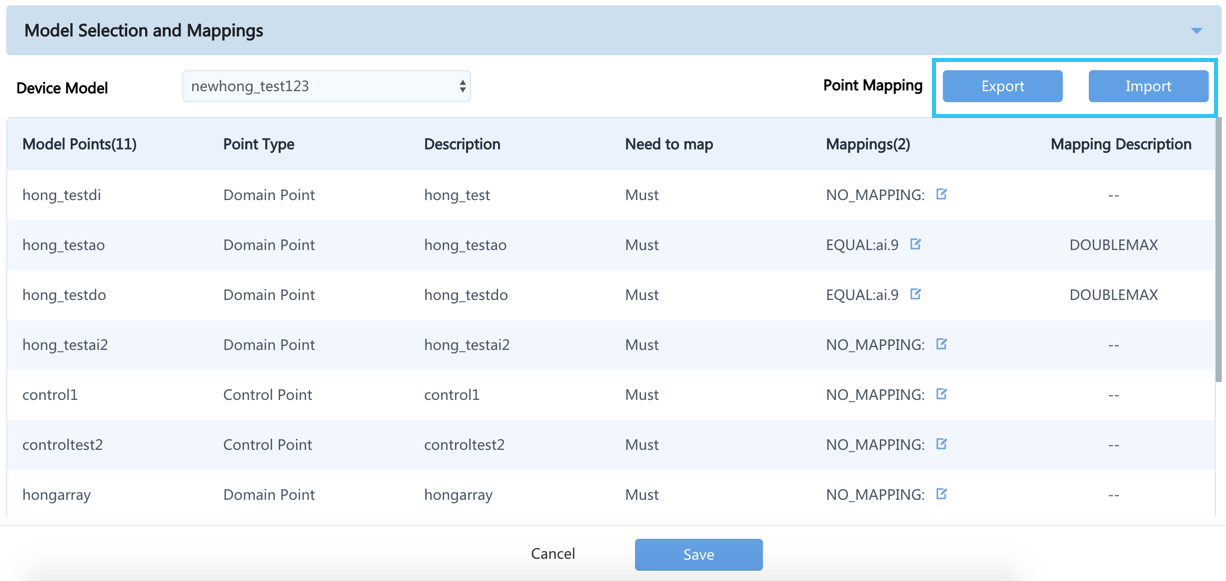 Model Selection and Mappings
Device Model newhong_test123 Point Mapping Export Import
Model Points(11) Point Type Description Need to map Mappings(2) Mapping Description
hong_testdi Domain Point hong_test Must NO_MAPPING: --
hong_testao Domain Point hong_testao Must EQUAL:ai.9 DOUBLEMAX
hong_testdo Domain Point hong_testdo Must EQUAL:ai.9 DOUBLEMAX
hong_testai2 Domain Point hong_testai2 Must NO_MAPPING: --
control1 Control Point control1 Must NO_MAPPING: --
controltest2 Control Point controltest2 Must NO_MAPPING: --
hongarray Domain Point hongarray Must NO_MAPPING: --
Cancel Save